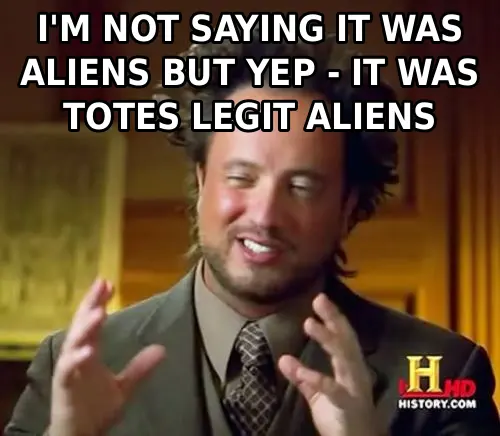 I'M NOT SAYING IT WAS
ALIENS BUT YEP - IT WAS
TOTES LEGIT ALIENS
H HD
HISTORY.COM